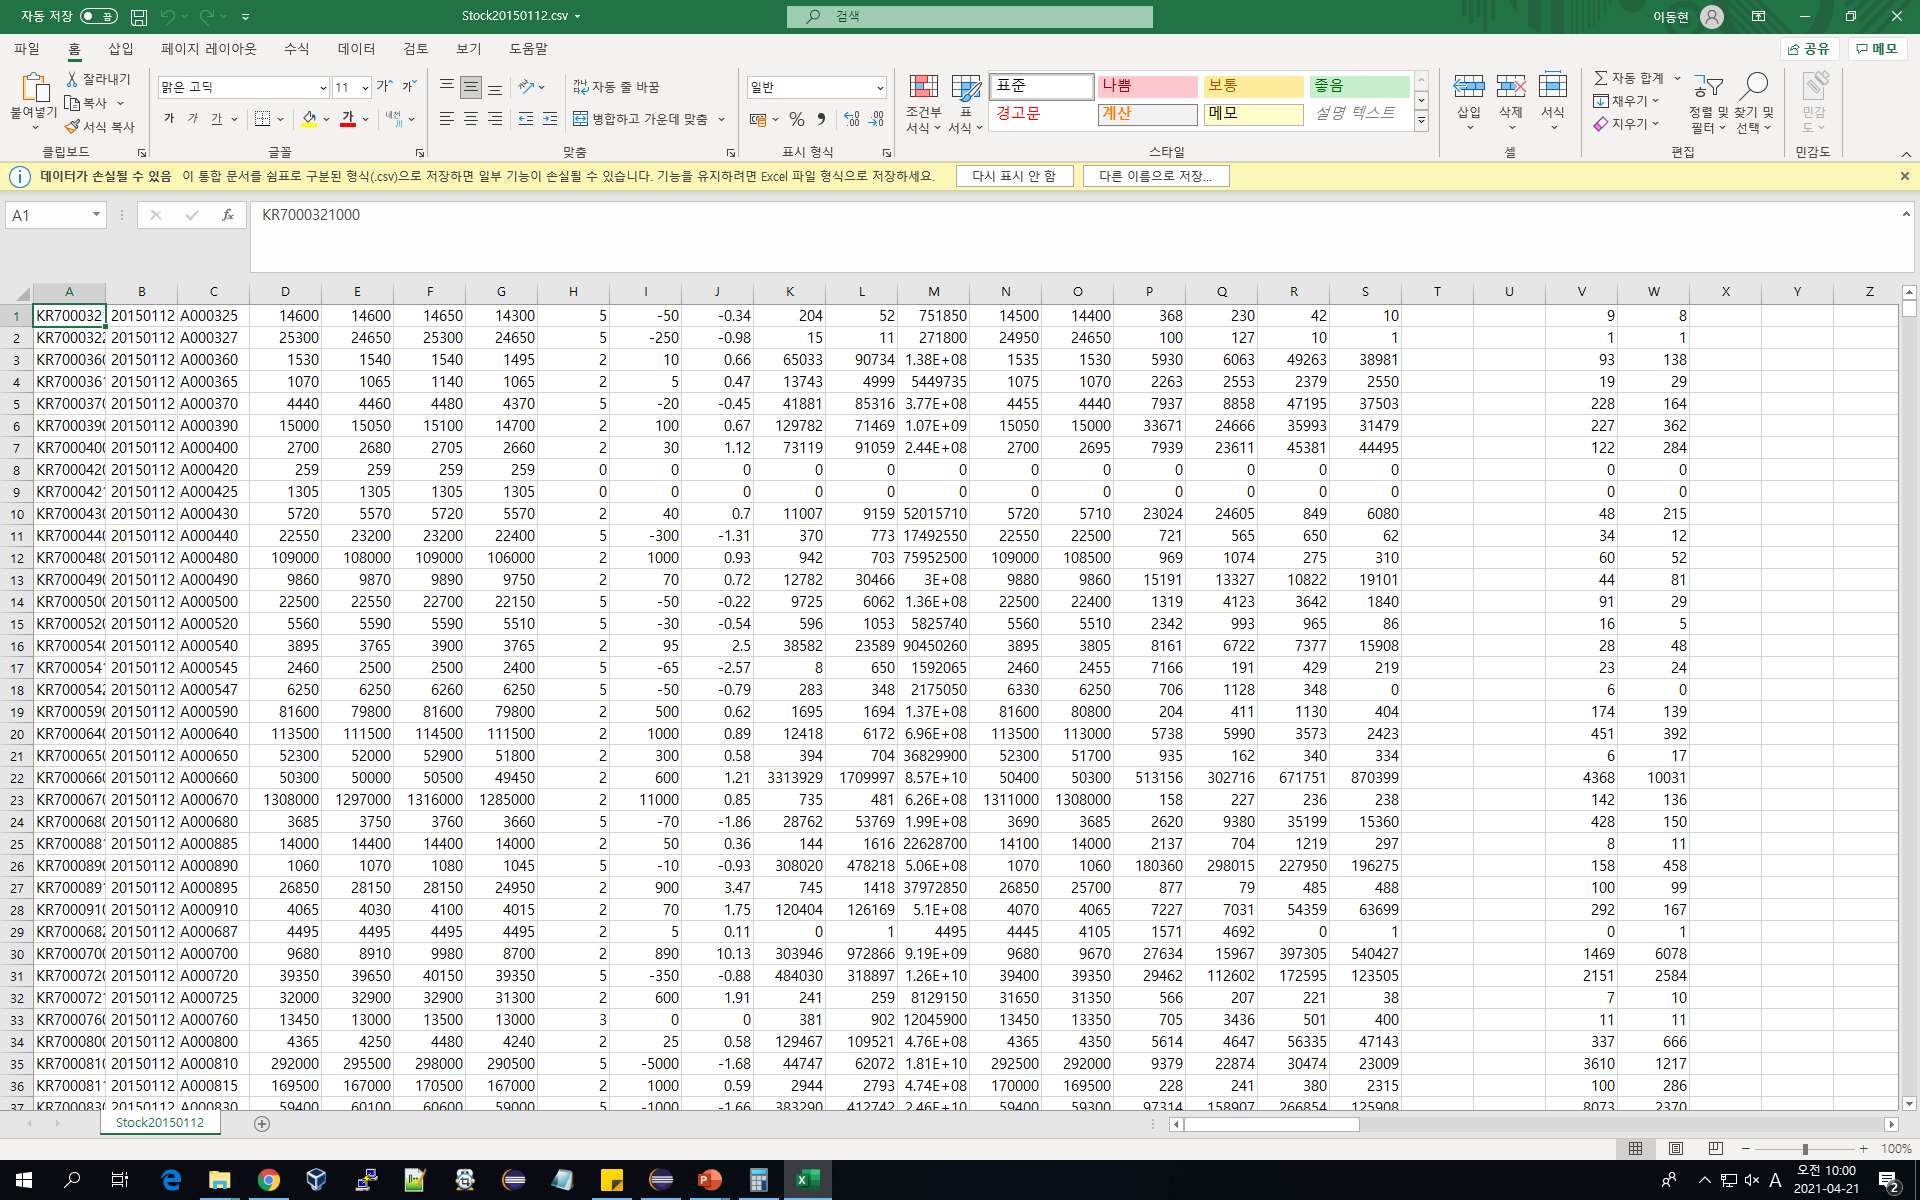 자동 저장 끔 Stock20150112.csv 검색 이동현
파일 홈 삽입 페이지 레이아웃 수식 데이터 검토 보기 도움말 공유 메모
붙여넣기 잘라내기 복사 서식 복사 클립보드
맑은 고딕 11 가 가 가 가 가 내천 글꼴
자동 줄 바꿈 병합하고 가운데 맞춤 맞춤
일반 % 표시 형식
조건부 서식 표 서식 표준 나쁨 보통 좋음
경고문 계산 메모 설명 텍스트 스타일
삽입 삭제 서식 셀
자동 합계 채우기 지우기 정렬 및 필터 찾기 및 선택 편집
민감도 민감도
데이터가 손실될 수 있음 이 통합 문서를 쉼표로 구분된 형식(.csv)으로 저장하면 일부 기능이 손실될 수 있습니다. 기능을 유지하려면 Excel 파일 형식으로 저장하세요. 다시 표시 안 함 다른 이름으로 저장...
A1 fx KR7000321000
A B C D E F G H I J K L M N O P Q R S T U V W X Y Z
1 KR700032 20150112 A000325 14600 14600 14650 14300 5 -50 -0.34 204 52 751850 14500 14400 368 230 42 10 9 8
2 KR7000322 20150112 A000327 25300 24650 25300 24650 5 -250 -0.98 15 11 271800 24950 24650 100 127 10 1 1 1
3 KR7000360 20150112 A000360 1530 1540 1540 1495 2 10 0.66 65033 90734 1.38E+08 1535 1530 5930 6063 49263 38981 93 138
4 KR7000361 20150112 A000365 1070 1065 1140 1065 2 5 0.47 13743 4999 5449735 1075 1070 2263 2553 2379 2550 19 29
5 KR7000370 20150112 A000370 4440 4460 4480 4370 5 -20 -0.45 41881 85316 3.77E+08 4455 4440 7937 8858 47195 37503 228 164
6 KR7000390 20150112 A000390 15000 15050 15100 14700 2 100 0.67 129782 71469 1.07E+09 15050 15000 33671 24666 35993 31479 227 362
7 KR7000400 20150112 A000400 2700 2680 2705 2660 2 30 1.12 73119 91059 2.44E+08 2700 2695 7939 23611 45381 44495 122 284
8 KR7000420 20150112 A000420 259 259 259 259 0 0 0 0 0 0 0 0 0 0 0 0 0 0
9 KR7000421 20150112 A000425 1305 1305 1305 1305 0 0 0 0 0 0 0 0 0 0 0 0 0 0
10 KR7000430 20150112 A000430 5720 5570 5720 5570 2 40 0.7 11007 9159 52015710 5720 5710 23024 24605 849 6080 48 215
11 KR7000440 20150112 A000440 22550 23200 23200 22400 5 -300 -1.31 370 773 17492550 22550 22500 721 565 650 62 34 12
12 KR7000480 20150112 A000480 109000 108000 109000 106000 2 1000 0.93 942 703 75952500 109000 108500 969 1074 275 310 60 52
13 KR7000490 20150112 A000490 9860 9870 9890 9750 2 70 0.72 12782 30466 3E+08 9880 9860 15191 13327 10822 19101 44 81
14 KR7000500 20150112 A000500 22500 22550 22700 22150 5 -50 -0.22 9725 6062 1.36E+08 22500 22400 1319 4123 3642 1840 91 29
15 KR7000520 20150112 A000520 5560 5590 5590 5510 5 -30 -0.54 596 1053 5825740 5560 5510 2342 993 965 86 16 5
16 KR7000540 20150112 A000540 3895 3765 3900 3765 2 95 2.5 38582 23589 90450260 3895 3805 8161 6722 7377 15908 28 48
17 KR7000541 20150112 A000545 2460 2500 2500 2400 5 -65 -2.57 8 650 1592065 2460 2455 7166 191 429 219 23 24
18 KR7000542 20150112 A000547 6250 6250 6260 6250 5 -50 -0.79 283 348 2175050 6330 6250 706 1128 348 0 6 0
19 KR7000590 20150112 A000590 81600 79800 81600 79800 2 500 0.62 1695 1694 1.37E+08 81600 80800 204 411 1130 404 174 139
20 KR7000640 20150112 A000640 113500 111500 114500 111500 2 1000 0.89 12418 6172 6.96E+08 113500 113000 5738 5990 3573 2423 451 392
21 KR7000650 20150112 A000650 52300 52000 52900 51800 2 300 0.58 394 704 36829900 52300 51700 935 162 340 334 6 17
22 KR7000660 20150112 A000660 50300 50000 50500 49450 2 600 1.21 3313929 1709997 8.57E+10 50400 50300 513156 302716 671751 870399 4368 10031
23 KR7000670 20150112 A000670 1308000 1297000 1316000 1285000 2 11000 0.85 735 481 6.26E+08 1311000 1308000 158 227 236 238 142 136
24 KR7000680 20150112 A000680 3685 3750 3760 3660 5 -70 -1.86 28762 53769 1.99E+08 3690 3685 2620 9380 35199 15360 428 150
25 KR7000881 20150112 A000885 14000 14400 14400 14000 2 50 0.36 144 1616 22628700 14100 14000 2137 704 1219 297 8 11
26 KR7000890 20150112 A000890 1060 1070 1080 1045 5 -10 -0.93 308020 478218 5.06E+08 1070 1060 180360 298015 227950 196275 158 458
27 KR7000891 20150112 A000895 26850 28150 28150 24950 2 900 3.47 745 1418 37972850 26850 25700 877 79 485 488 100 99
28 KR7000910 20150112 A000910 4065 4030 4100 4015 2 70 1.75 120404 126169 5.1E+08 4070 4065 7227 7031 54359 63699 292 167
29 KR7000682 20150112 A000687 4495 4495 4495 4495 2 5 0.11 0 1 4495 4445 4105 1571 4692 0 1 0 1
30 KR7000700 20150112 A000700 9680 8910 9980 8700 2 890 10.13 303946 972866 9.19E+09 9680 9670 27634 15967 397305 540427 1469 6078
31 KR7000720 20150112 A000720 39350 39650 40150 39350 5 -350 -0.88 484030 318897 1.26E+10 39400 39350 29462 112602 172595 123505 2151 2584
32 KR7000721 20150112 A000725 32000 32900 32900 31300 2 600 1.91 241 259 8129150 31650 31350 566 207 221 38 7 10
33 KR7000760 20150112 A000760 13450 13000 13500 13000 3 0 0 381 902 12045900 13450 13350 705 3436 501 400 11 11
34 KR7000800 20150112 A000800 4365 4250 4480 4240 2 25 0.58 129467 109521 4.76E+08 4365 4350 5614 4647 56335 47143 337 666
35 KR7000810 20150112 A000810 292000 295500 298000 290500 5 -5000 -1.68 44747 62072 1.81E+10 292500 292000 9379 22874 30474 23009 3610 1217
36 KR7000811 20150112 A000815 169500 167000 170500 167000 2 1000 0.59 2944 2793 4.74E+08 170000 169500 228 241 380 2315 100 286
37 KR7000830 20150112 A000830 59400 60100 60600 59000 5 -1000 -1.66 383290 412742 2.46E+10 59400 59300 97314 158907 266854 125908 8073 2370
Stock20150112
100%
A 오전 10:00
2021-04-21 2